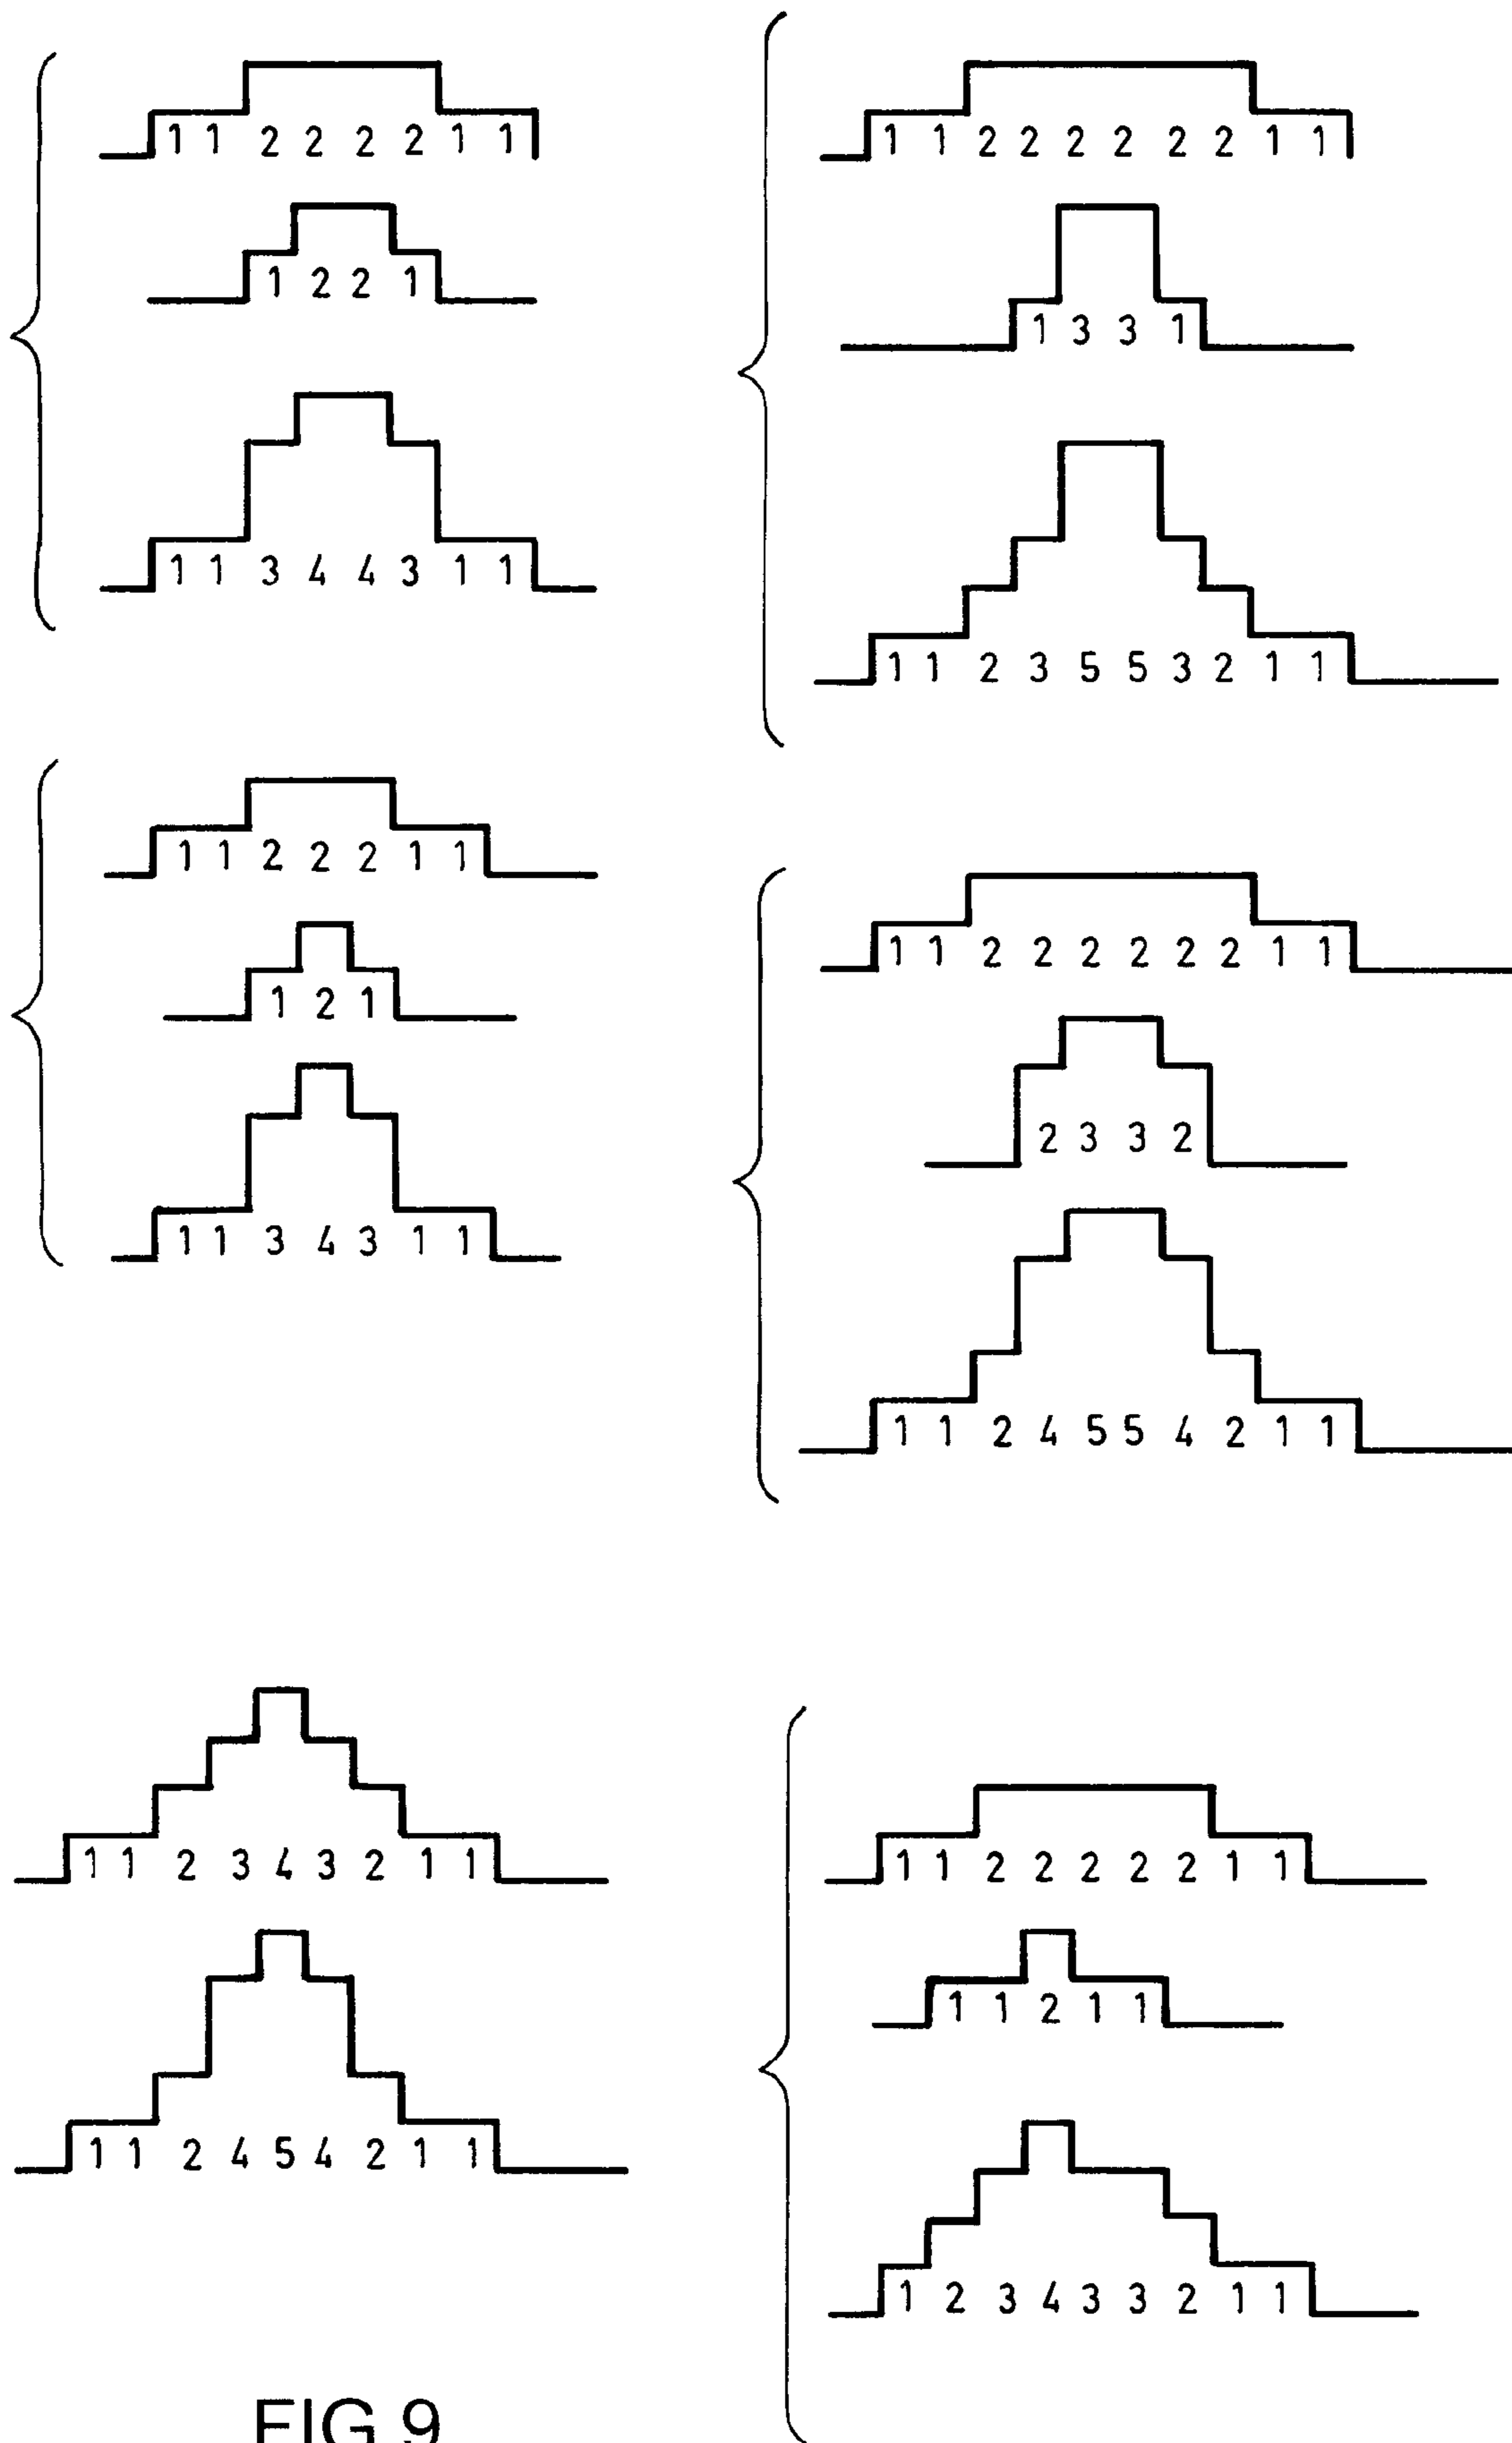 1 1 2 2 2 2 1 1
1 2 2 1
1 1 3 4 4 3 1 1
1 1 2 2 2 2 2 2 1 1
1 3 3 1
1 1 2 3 5 5 3 2 1 1
1 1 2 2 2 1 1
1 2 1
1 1 3 4 3 1 1
1 1 2 2 2 2 2 2 1 1
2 3 3 2
1 1 2 4 5 5 4 2 1 1
1 1 2 3 4 3 2 1 1
1 1 2 4 5 4 2 1 1
1 1 2 2 2 2 2 1 1
1 1 2 1 1
1 2 3 4 3 3 2 1 1
FIG.9